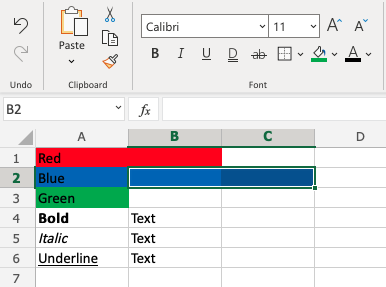 Calibri 11 A A
Paste
B I U D ab A
Undo Clipboard Font
B2 fx
A B C D
1 Red
2 Blue
3 Green
4 Bold Text
5 Italic Text
6 Underline Text
7